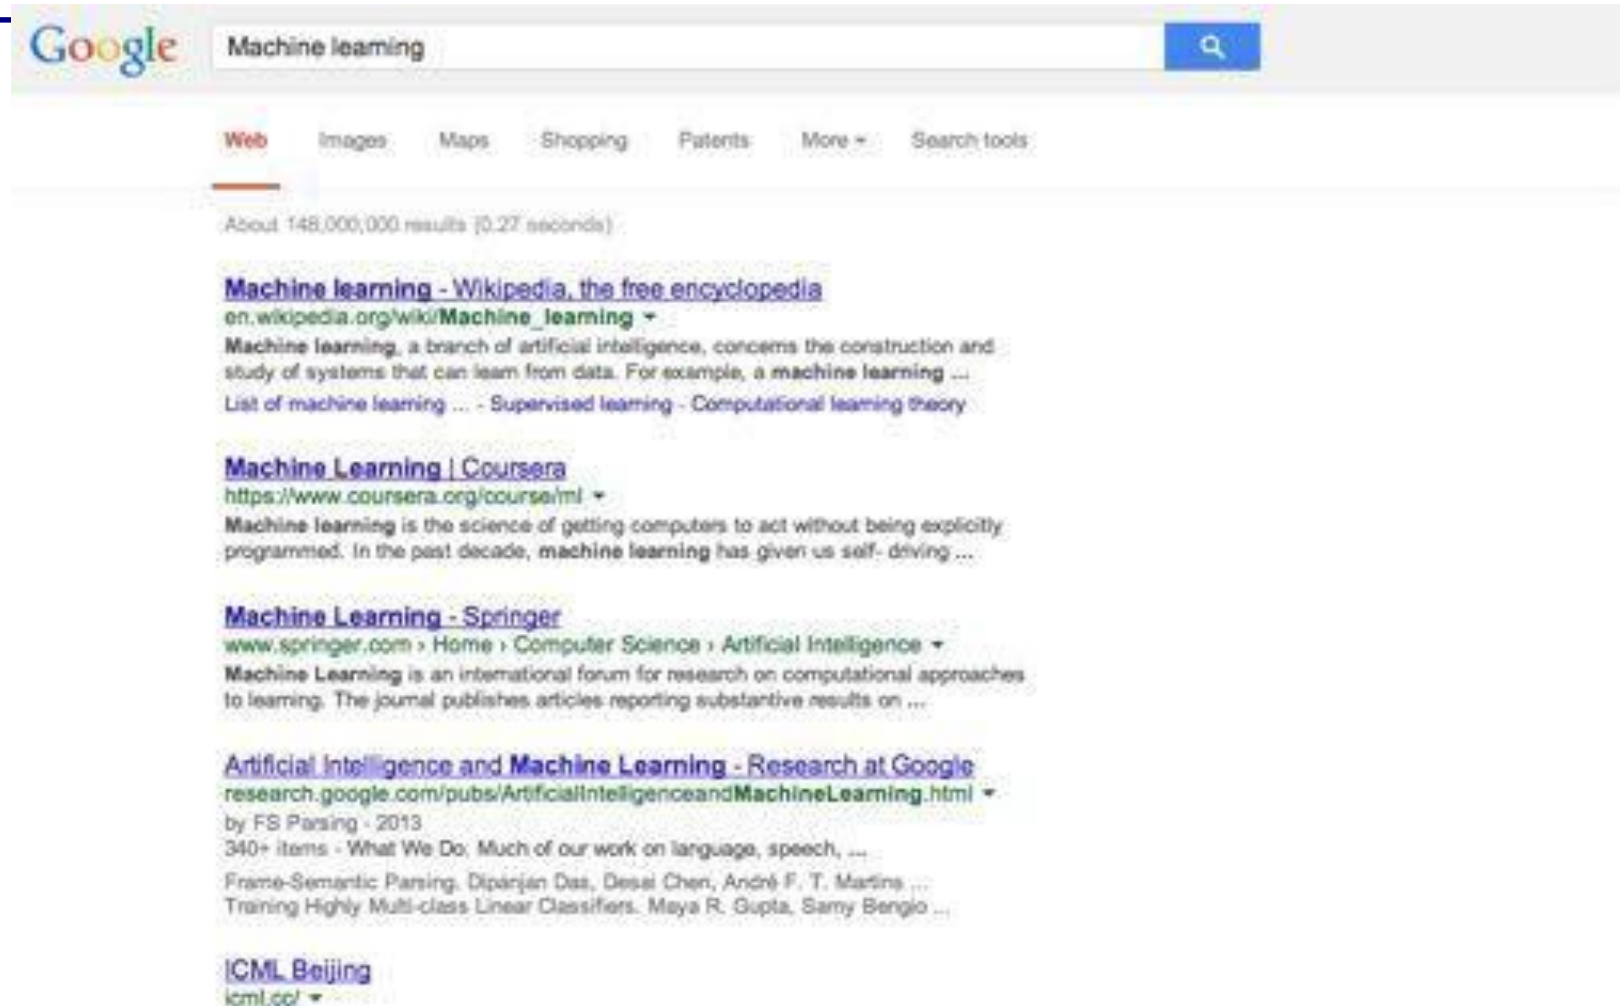 Google Machine learning
Web Images Maps Shopping Patents More Search tools
About 148,000,000 results (0.27 seconds)
Machine learning - Wikipedia, the free encyclopedia
en.wikipedia.org/wiki/Machine_learning
Machine learning, a branch of artificial intelligence, concerns the construction and
study of systems that can learn from data. For example, a machine learning ...
List of machine learning ... - Supervised learning - Computational learning theory
Machine Learning | Coursera
https://www.coursera.org/course/ml
Machine learning is the science of getting computers to act without being explicitly
programmed. In the past decade, machine learning has given us self- driving ...
Machine Learning - Springer
www.springer.com › Home › Computer Science › Artificial Intelligence
Machine Learning is an international forum for research on computational approaches
to learning. The journal publishes articles reporting substantive results on ...
Artificial Intelligence and Machine Learning - Research at Google
research.google.com/pubs/ArtificialIntelligenceandMachineLearning.html
by FS Parsing - 2013
340+ items - What We Do. Much of our work on language, speech, ...
Frame-Semantic Parsing. Dipanjan Das, Desai Chen, André F. T. Martins ...
Training Highly Multi-class Linear Classifiers. Maya R. Gupta, Samy Bengio ...
ICML Beijing
icml.cc/